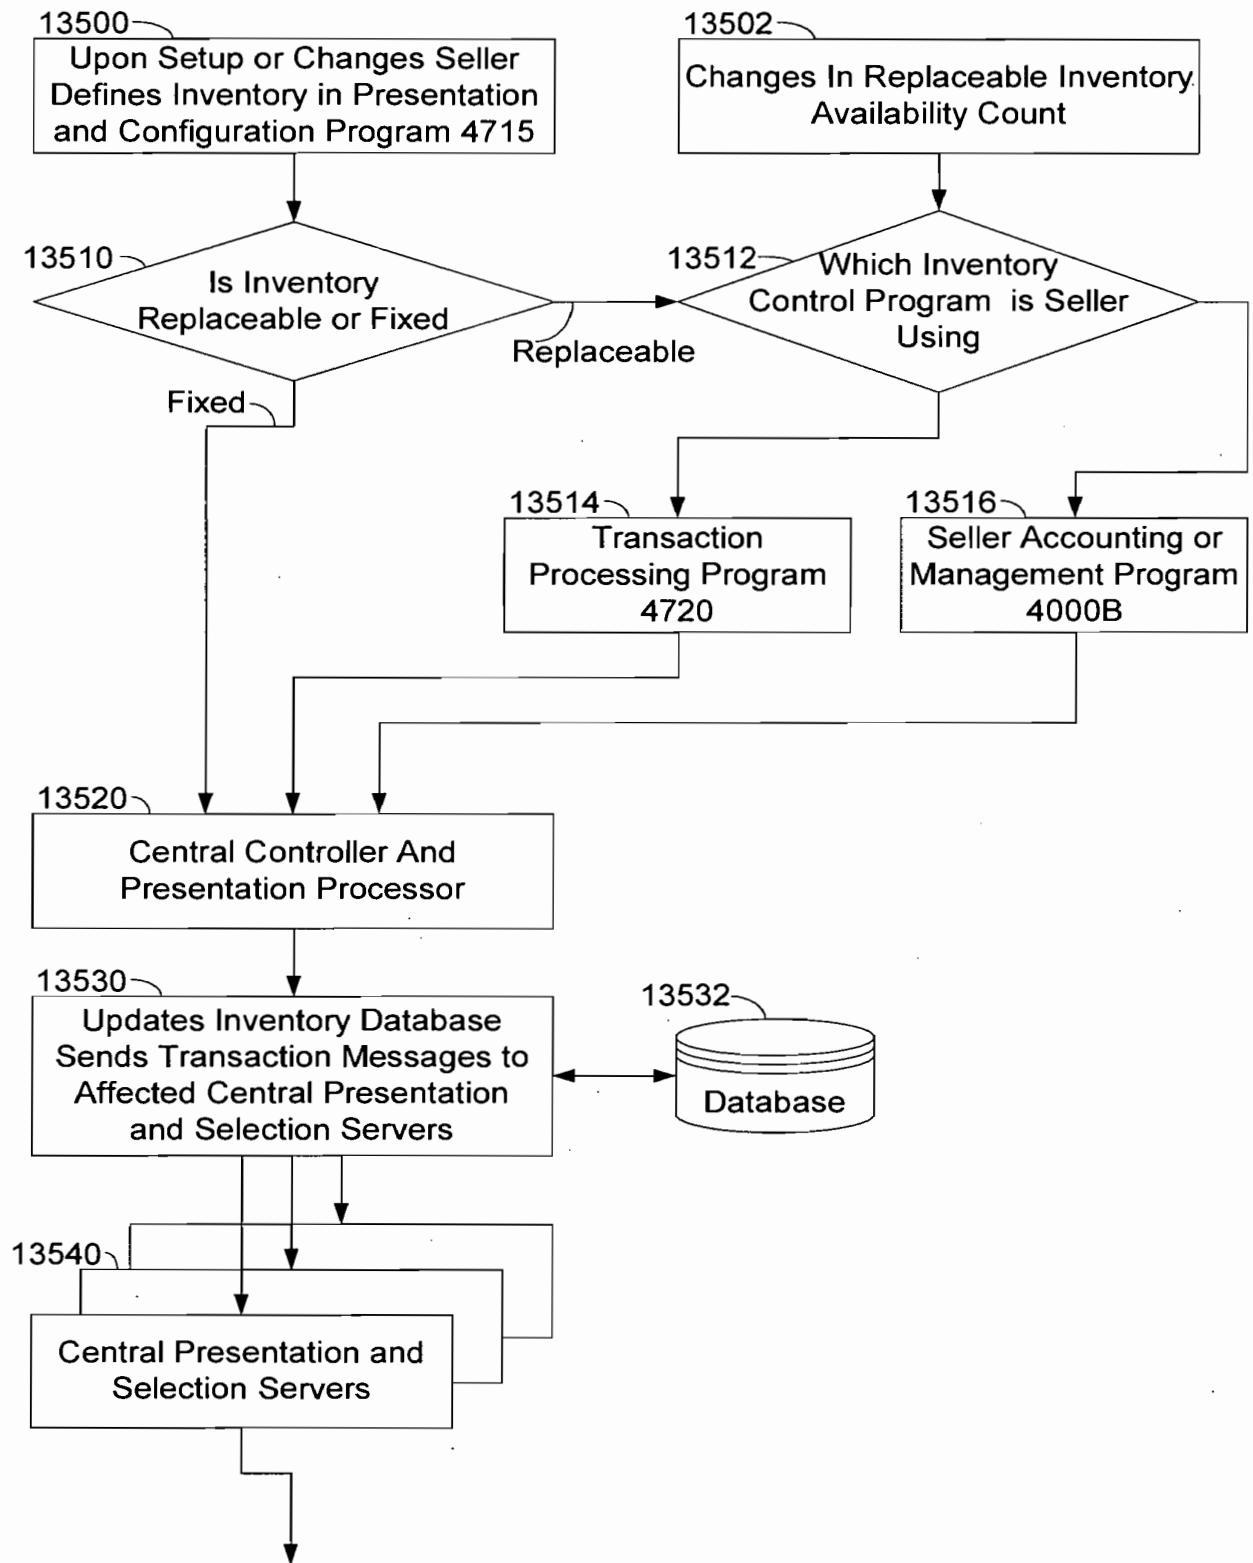 13500
Upon Setup or Changes Seller
Defines Inventory in Presentation
and Configuration Program 4715
13502
Changes In Replaceable Inventory
Availability Count
13510
Is Inventory
Replaceable or Fixed
Replaceable
Fixed
13512
Which Inventory
Control Program is Seller
Using
13514
Transaction
Processing Program
4720
13516
Seller Accounting or
Management Program
4000B
13520
Central Controller And
Presentation Processor
13530
Updates Inventory Database
Sends Transaction Messages to
Affected Central Presentation
and Selection Servers
13532
Database
13540
Central Presentation and
Selection Servers